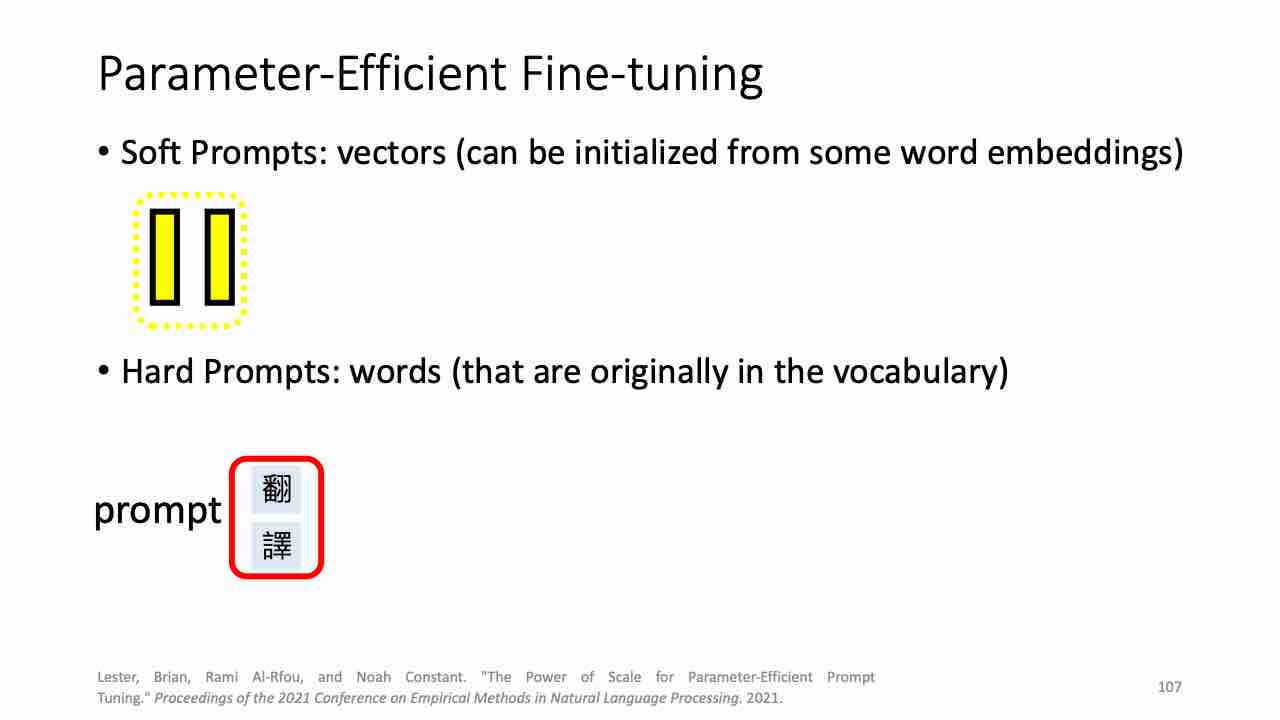 Parameter-Efficient Fine-tuning
• Soft Prompts: vectors (can be initialized from some word embeddings)
• Hard Prompts: words (that are originally in the vocabulary)
prompt
翻
譯
Lester, Brian, Rami Al-Rfou, and Noah Constant. "The Power of Scale for Parameter-Efficient Prompt
Tuning." Proceedings of the 2021 Conference on Empirical Methods in Natural Language Processing. 2021.
107